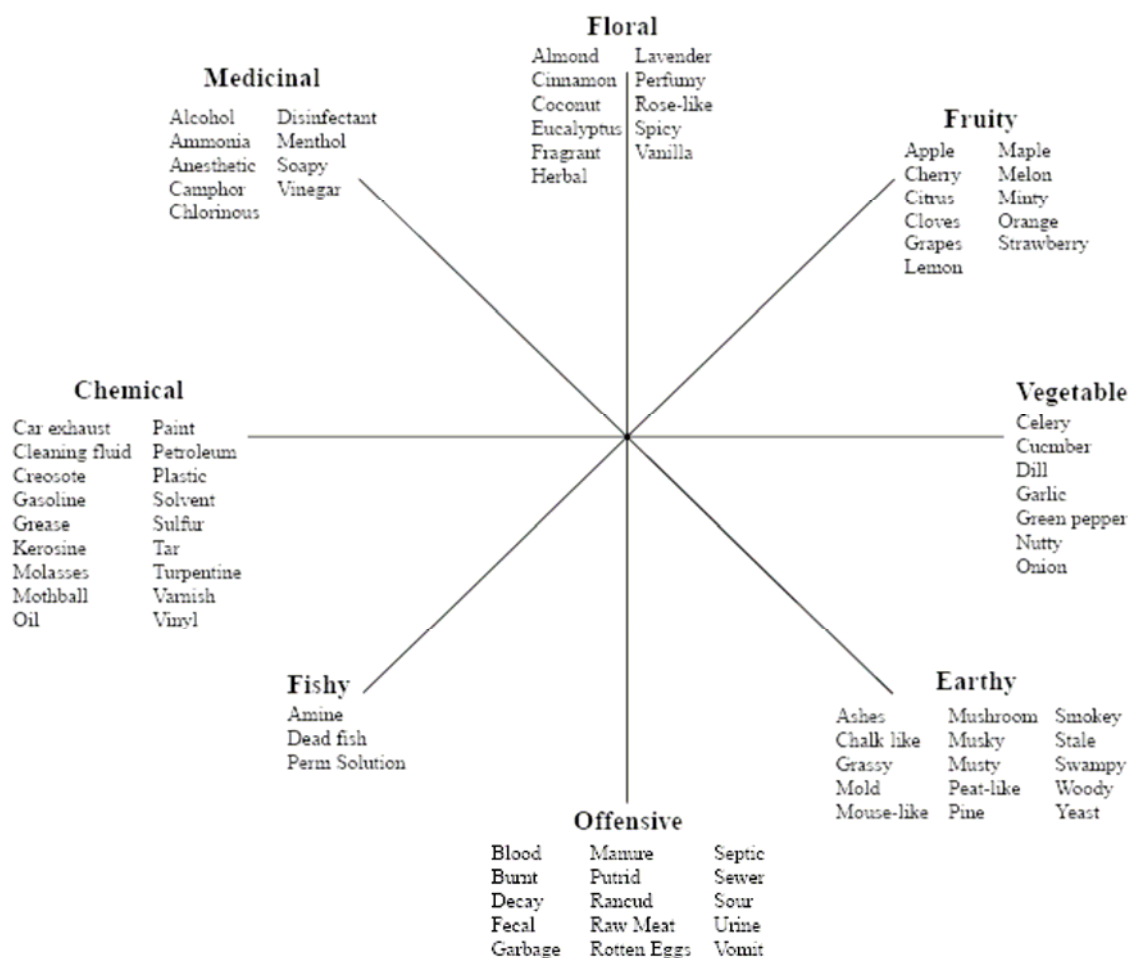 Floral
Almond Lavender
Cinnamon Perfumy
Coconut Rose-like
Eucalyptus Spicy
Fragrant Vanilla
Herbal
Medicinal
Alcohol Disinfectant
Ammonia Menthol
Anesthetic Soapy
Camphor Vinegar
Chlorinous
Fruity
Apple Maple
Cherry Melon
Citrus Minty
Cloves Orange
Grapes Strawberry
Lemon
Chemical
Car exhaust Paint
Cleaning fluid Petroleum
Creosote Plastic
Gasoline Solvent
Grease Sulfur
Kerosine Tar
Molasses Turpentine
Mothball Varnish
Oil Vinyl
Vegetable
Celery
Cucmber
Dill
Garlic
Green pepper
Nutty
Onion
Fishy
Amine
Dead fish
Perm Solution
Earthy
Ashes Mushroom Smokey
Chalk like Musky Stale
Grassy Musty Swampy
Mold Peat-like Woody
Mouse-like Pine Yeast
Offensive
Blood Manure Septic
Burnt Putrid Sewer
Decay Rancud Sour
Fecal Raw Meat Urine
Garbage Rotten Eggs Vomit